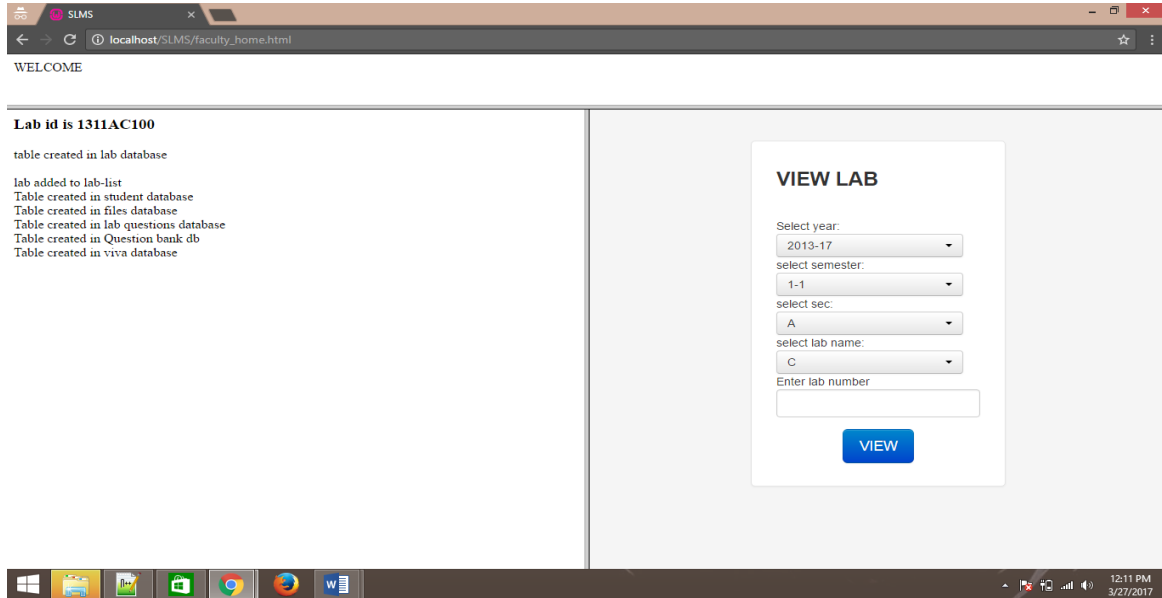 SLMS
localhost/SLMS/faculty_home.html
WELCOME
Lab id is 1311AC100
table created in lab database
lab added to lab-list
Table created in student database
Table created in files database
Table created in lab questions database
Table created in Question bank db
Table created in viva database
VIEW LAB
Select year:
2013-17
select semester:
1-1
select sec:
A
select lab name:
C
Enter lab number
VIEW
12:11 PM
3/27/2017